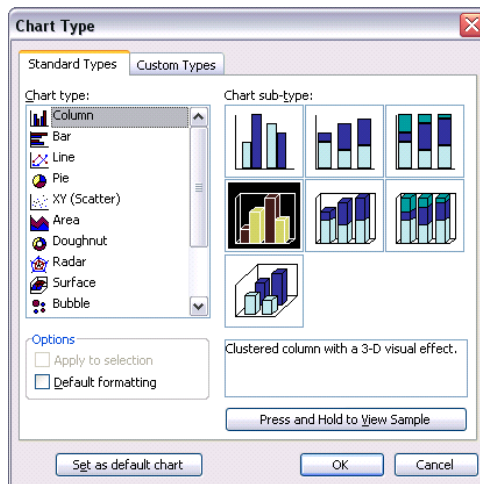 Chart Type
Standard Types
Custom Types
Chart type:
Column
Bar
Line
Pie
XY (Scatter)
Area
Doughnut
Radar
Surface
Bubble
Chart sub-type:
Options
Apply to selection
Default formatting
Clustered column with a 3-D visual effect.
Press and Hold to View Sample
Set as default chart
OK
Cancel